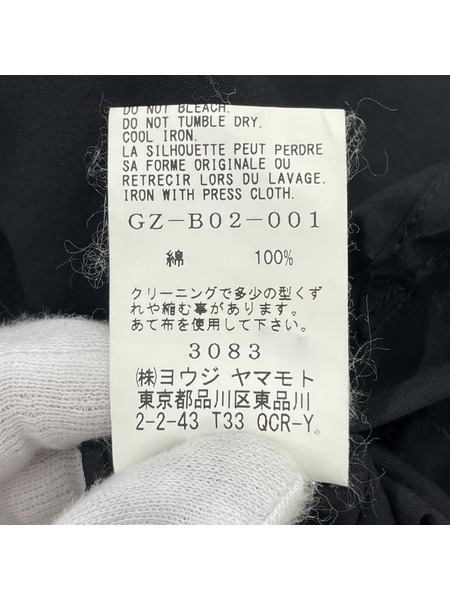 DO NOT BLEACH.
DO NOT TUMBLE DRY.
COOL IRON.
LA SILHOUETTE PEUT PERDRE
SA FORME ORIGINALE OU
RETRECIR LORS DU LAVAGE.
IRON WITH PRESS CLOTH.
GZ-B02-001
綿 100%
クリーニングで多少の型くず
れや縮む事があります。
あて布を使用して下さい。
3083
㈱ヨウジ ヤマモト
東京都品川区東品川
2-2-43 T33 QCR-Y。